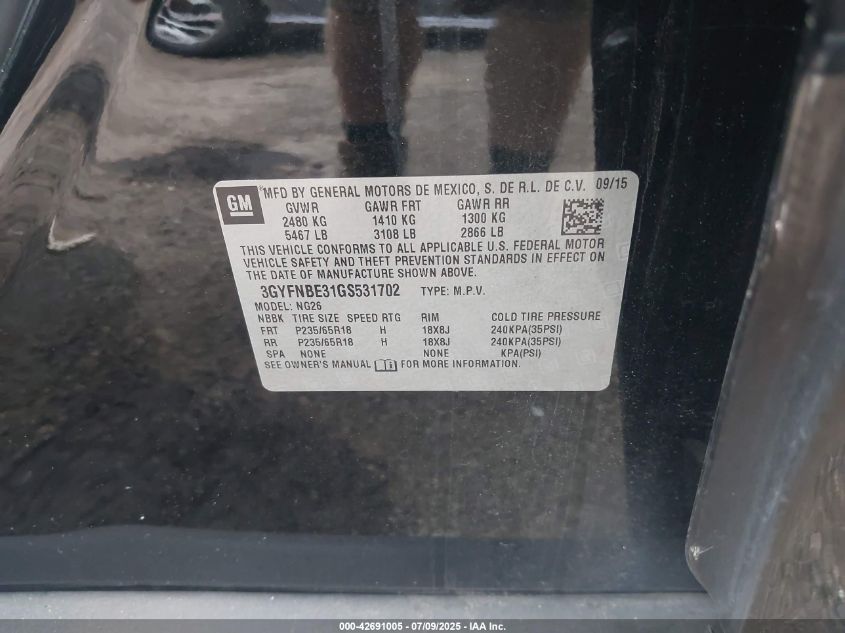 GM
*MFD BY GENERAL MOTORS DE MEXICO, S. DE R.L. DE C.V. 09/15
GVWR GAWR FRT GAWR RR
2480 KG 1410 KG 1300 KG
5467 LB 3108 LB 2866 LB
THIS VEHICLE CONFORMS TO ALL APPLICABLE U.S. FEDERAL MOTOR
VEHICLE SAFETY AND THEFT PREVENTION STANDARDS IN EFFECT ON
THE DATE OF MANUFACTURE SHOWN ABOVE.
3GYFNBE31GS531702 TYPE: M.P.V.
MODEL: NG26
NBBK TIRE SIZE SPEED RTG RIM COLD TIRE PRESSURE
FRT P235/65R18 H 18X8J 240KPA(35PSI)
RR P235/65R18 H 18X8J 240KPA(35PSI)
SPA NONE NONE KPA(PSI)
SEE OWNER'S MANUAL FOR MORE INFORMATION.
000-42691005 - 07/09/2025 - IAA Inc.